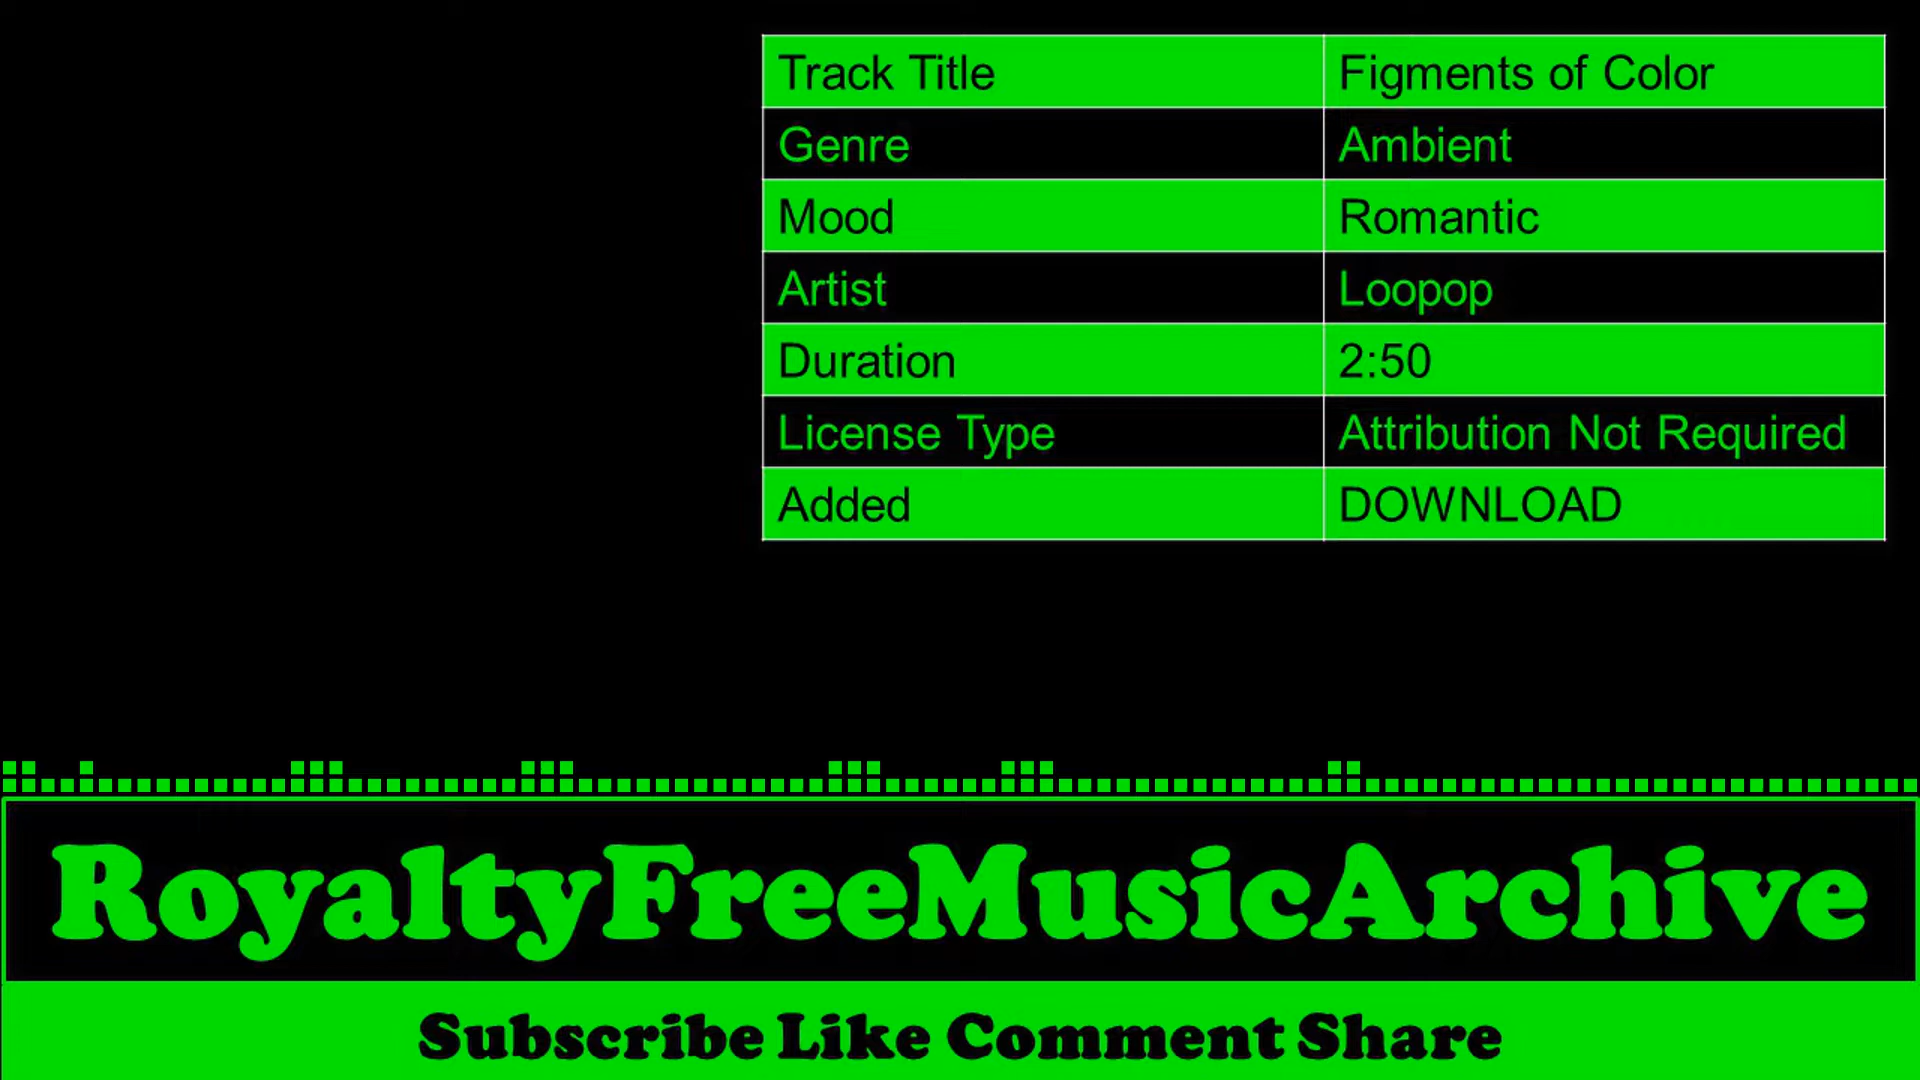 Track Title Figments of Color
Genre Ambient
Mood Romantic
Artist Loopop
Duration 2:50
License Type Attribution Not Required
Added DOWNLOAD
RoyaltyFreeMusicArchive
Subscribe Like Comment Share